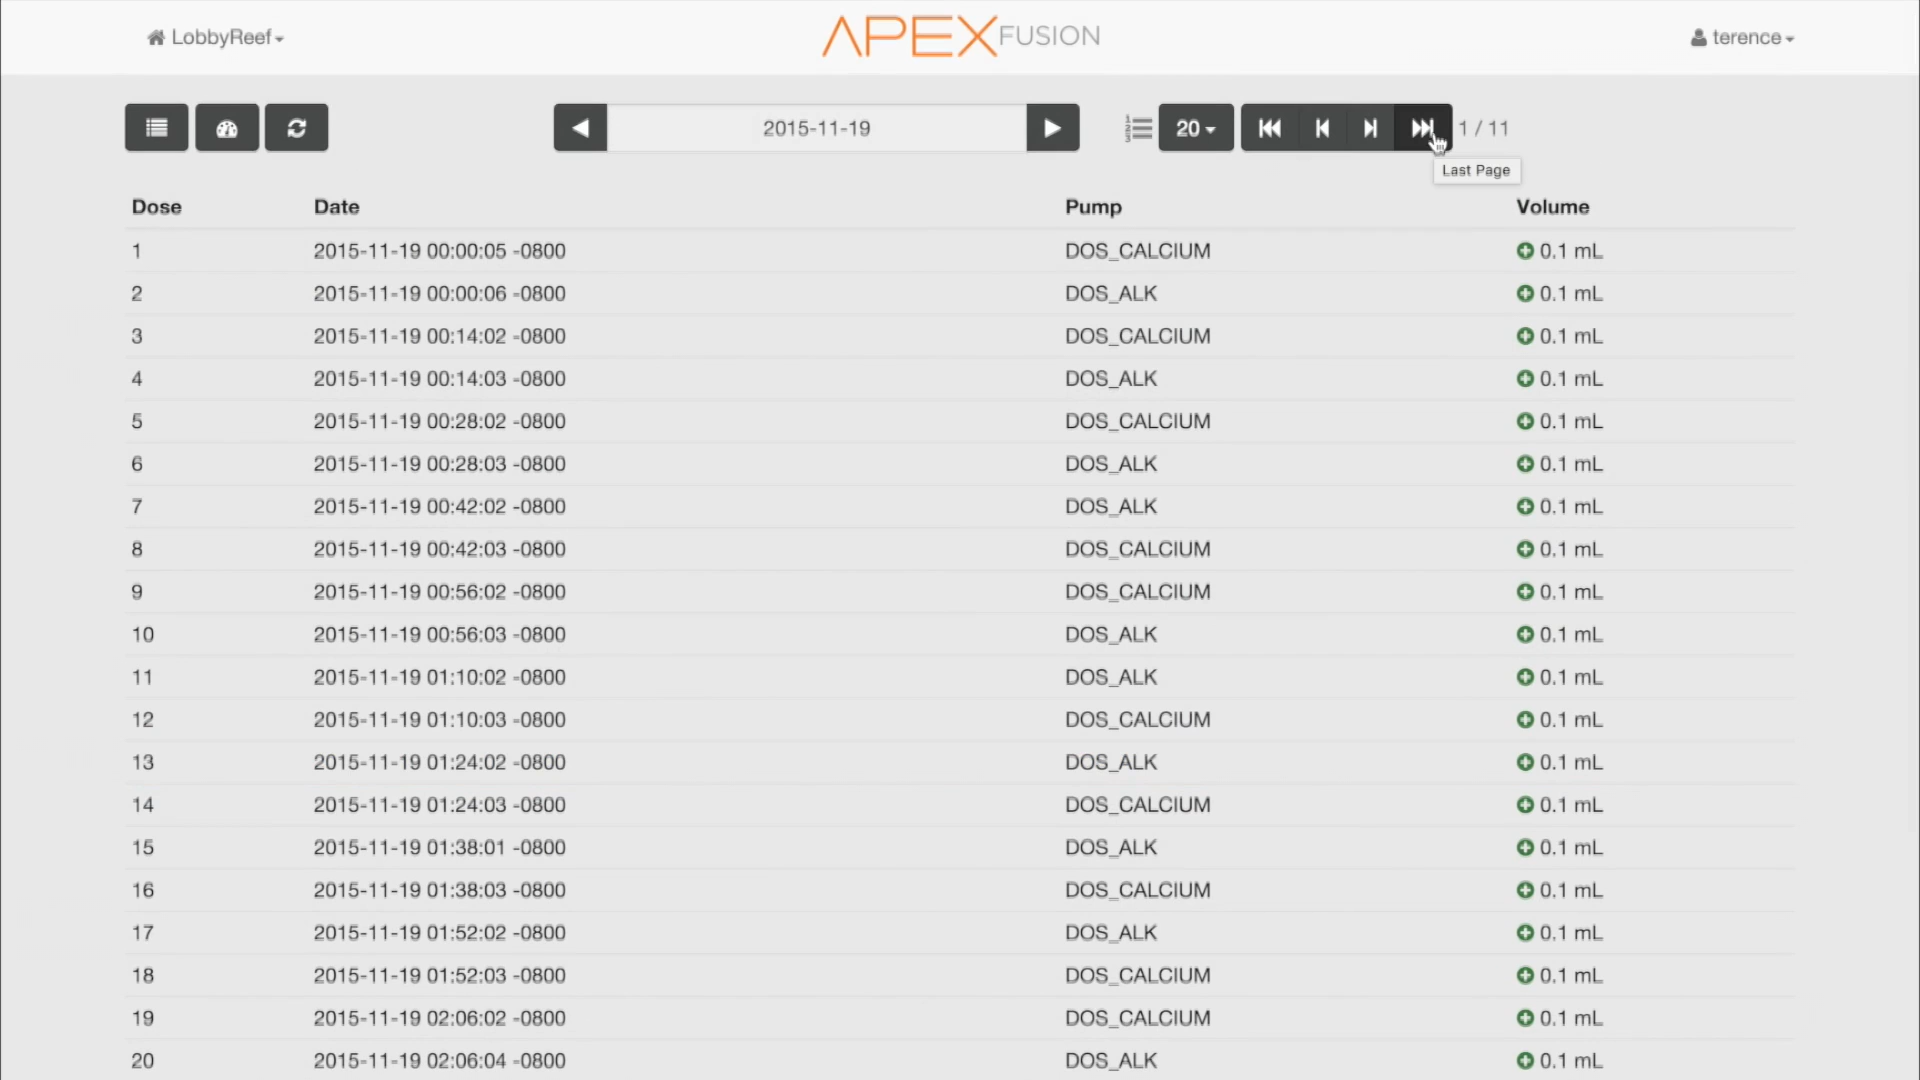 LobbyReef
APEX FUSION
terence
2015-11-19
20
1 / 11
Last Page
Dose Date Pump Volume
1 2015-11-19 00:00:05 -0800 DOS_CALCIUM 0.1 mL
2 2015-11-19 00:00:06 -0800 DOS_ALK 0.1 mL
3 2015-11-19 00:14:02 -0800 DOS_CALCIUM 0.1 mL
4 2015-11-19 00:14:03 -0800 DOS_ALK 0.1 mL
5 2015-11-19 00:28:02 -0800 DOS_CALCIUM 0.1 mL
6 2015-11-19 00:28:03 -0800 DOS_ALK 0.1 mL
7 2015-11-19 00:42:02 -0800 DOS_ALK 0.1 mL
8 2015-11-19 00:42:03 -0800 DOS_CALCIUM 0.1 mL
9 2015-11-19 00:56:02 -0800 DOS_CALCIUM 0.1 mL
10 2015-11-19 00:56:03 -0800 DOS_ALK 0.1 mL
11 2015-11-19 01:10:02 -0800 DOS_ALK 0.1 mL
12 2015-11-19 01:10:03 -0800 DOS_CALCIUM 0.1 mL
13 2015-11-19 01:24:02 -0800 DOS_ALK 0.1 mL
14 2015-11-19 01:24:03 -0800 DOS_CALCIUM 0.1 mL
15 2015-11-19 01:38:01 -0800 DOS_ALK 0.1 mL
16 2015-11-19 01:38:03 -0800 DOS_CALCIUM 0.1 mL
17 2015-11-19 01:52:02 -0800 DOS_ALK 0.1 mL
18 2015-11-19 01:52:03 -0800 DOS_CALCIUM 0.1 mL
19 2015-11-19 02:06:02 -0800 DOS_CALCIUM 0.1 mL
20 2015-11-19 02:06:04 -0800 DOS_ALK 0.1 mL